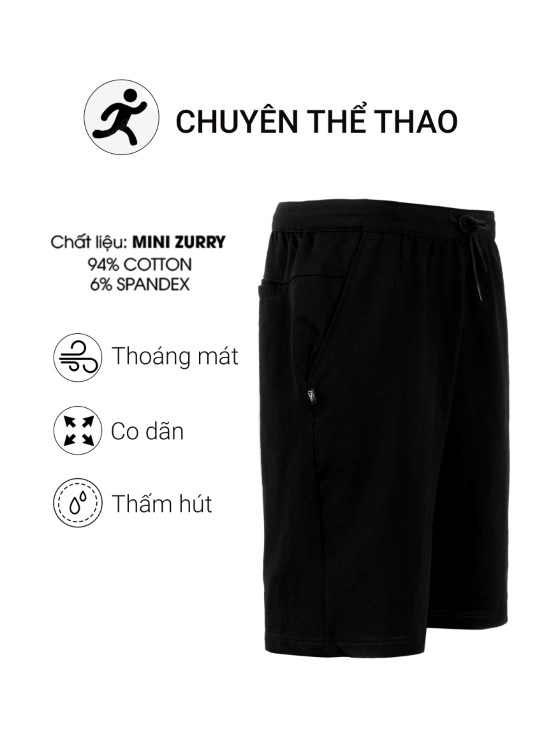 CHUYÊN THỂ THAO
Chất liệu: MINI ZURRY
94% COTTON
6% SPANDEX
Thoáng mát
Co dãn
Thấm hút